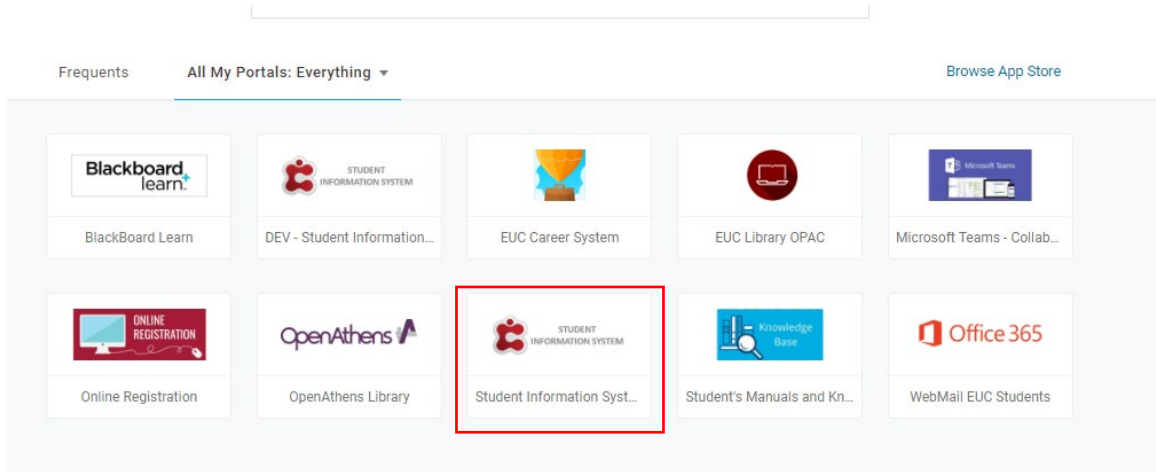 Frequents
All My Portals: Everything
Browse App Store
Blackboard
learn+
STUDENT
INFORMATION SYSTEM
Microsoft Teams
BlackBoard Learn
DEV - Student Information...
EUC Career System
EUC Library OPAC
Microsoft Teams - Collab...
ONLINE
REGISTRATION
OpenAthens
STUDENT
INFORMATION SYSTEM
Knowledge
Base
Office 365
Online Registration
OpenAthens Library
Student Information Syst...
Student's Manuals and Kn...
WebMail EUC Students